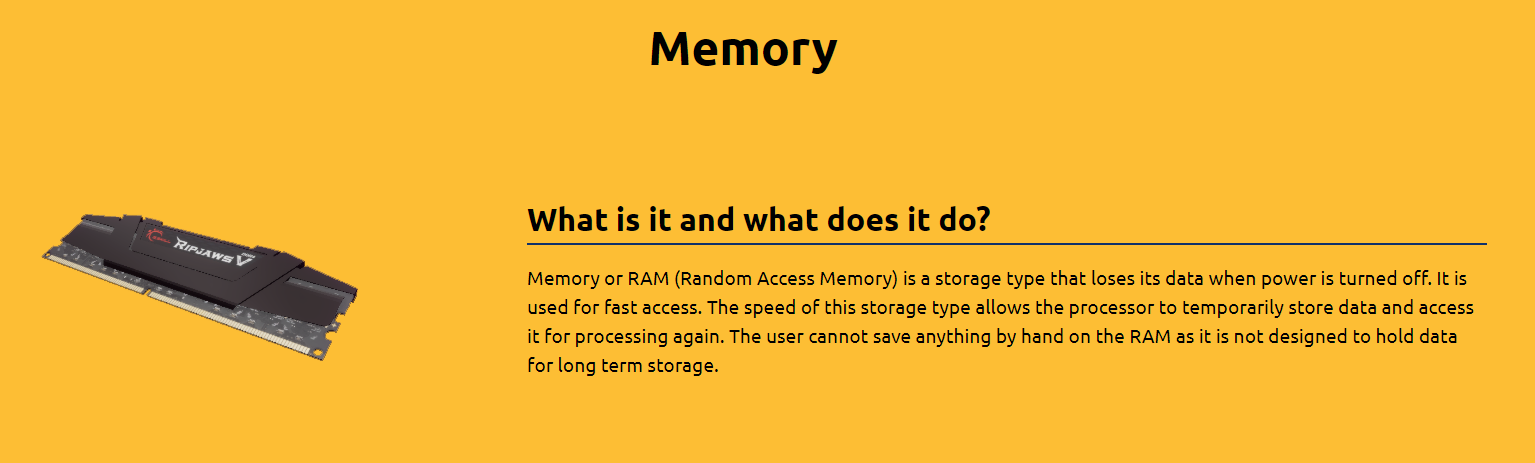 Memory
What is it and what does it do?
RIPJAWS V
Memory or RAM (Random Access Memory) is a storage type that loses its data when power is turned off. It is
used for fast access. The speed of this storage type allows the processor to temporarily store data and access
it for processing again. The user cannot save anything by hand on the RAM as it is not designed to hold data
for long term storage.